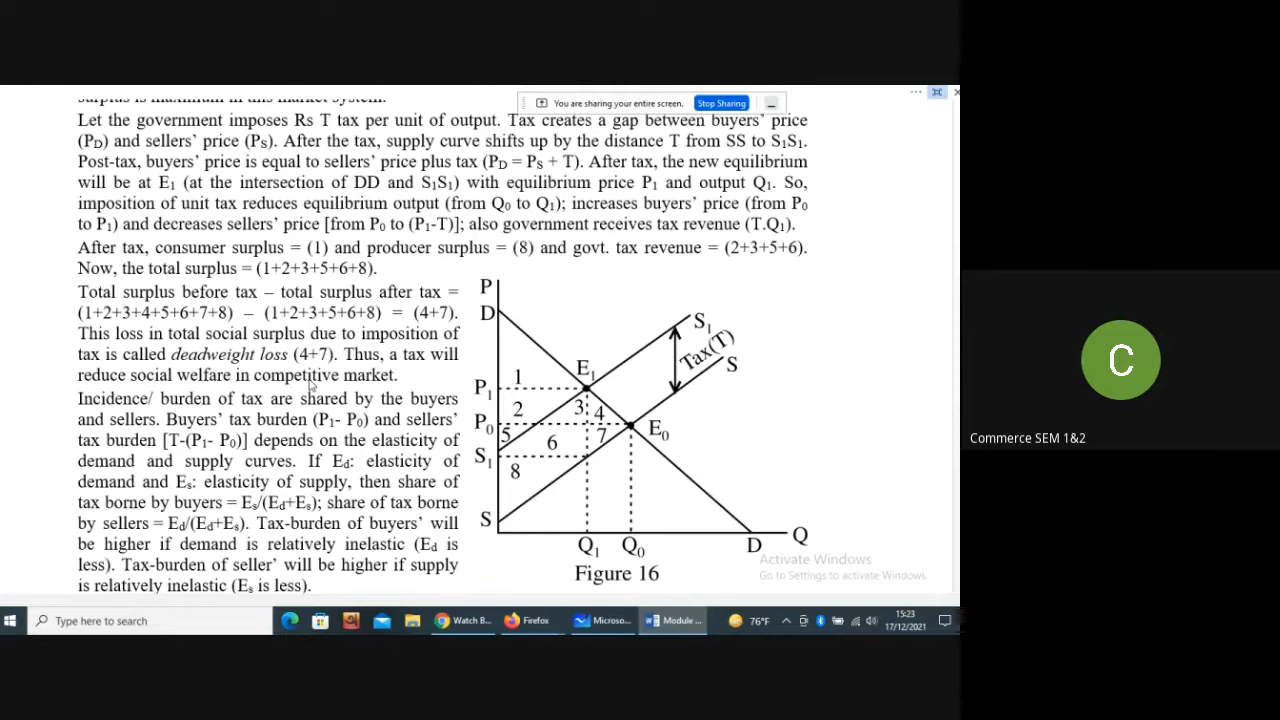 surplus is maximum in this market system.
You are sharing your entire screen. Stop Sharing
Let the government imposes Rs T tax per unit of output. Tax creates a gap between buyers' price
(PD) and sellers' price (PS). After the tax, supply curve shifts up by the distance T from SS to S1S1.
Post-tax, buyers' price is equal to sellers' price plus tax (PD = PS + T). After tax, the new equilibrium
will be at E1 (at the intersection of DD and S1S1) with equilibrium price P1 and output Q1. So,
imposition of unit tax reduces equilibrium output (from Q0 to Q1); increases buyers' price (from P0
to P1) and decreases sellers' price [from P0 to (P1-T)]; also government receives tax revenue (T.Q1).
After tax, consumer surplus = (1) and producer surplus = (8) and govt. tax revenue = (2+3+5+6).
Now, the total surplus = (1+2+3+5+6+8).
Total surplus before tax – total surplus after tax =
(1+2+3+4+5+6+7+8) – (1+2+3+5+6+8) = (4+7).
This loss in total social surplus due to imposition of
tax is called deadweight loss (4+7). Thus, a tax will
reduce social welfare in competitive market.
Incidence/ burden of tax are shared by the buyers
and sellers. Buyers' tax burden (P1- P0) and sellers'
tax burden [T-(P1- P0)] depends on the elasticity of
demand and supply curves. If Ed: elasticity of
demand and Es: elasticity of supply, then share of
tax borne by buyers = Es/(Ed+Es); share of tax borne
by sellers = Ed/(Ed+Es). Tax-burden of buyers' will
be higher if demand is relatively inelastic (Ed is
less). Tax-burden of seller' will be higher if supply
is relatively inelastic (Es is less).
P
D
S1
Tax(T)
S
E1
P1
1
2
3
4
P0
E0
5
6
7
S1
8
S
Q1
Q0
D
Q
Figure 16
Activate Windows
Go to Settings to activate Windows.
Commerce SEM 1&2
Type here to search
Watch B...
Firefox
Microso...
Module ...
76°F
15:23
17/12/2021
C